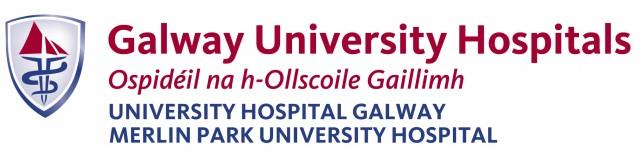 Galway University Hospitals
Ospidéil na h-Ollscoile Gaillimh
UNIVERSITY HOSPITAL GALWAY
MERLIN PARK UNIVERSITY HOSPITAL